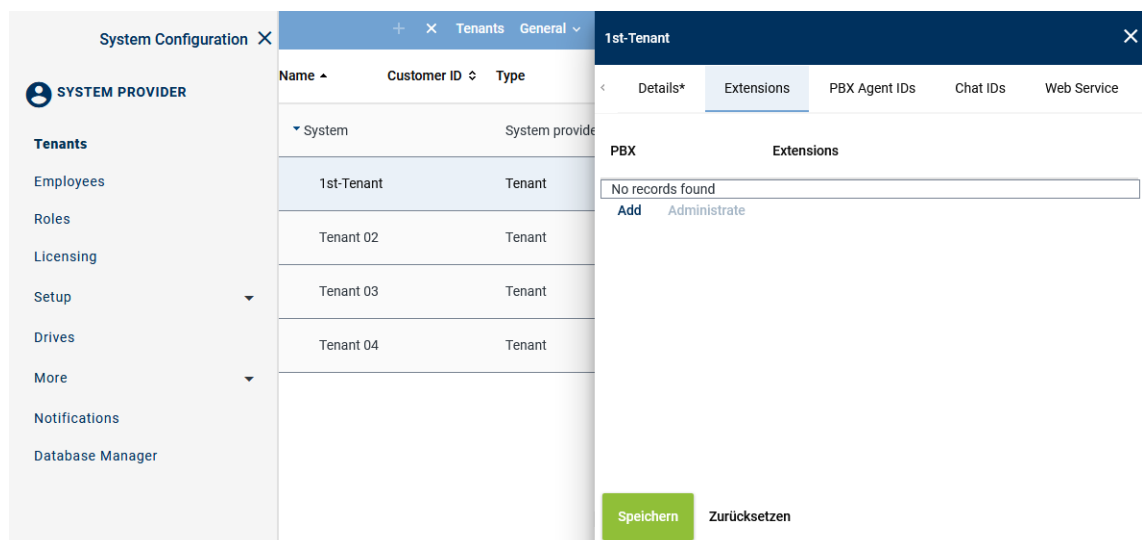 System Configuration
SYSTEM PROVIDER
Tenants
Employees
Roles
Licensing
Setup
Drives
More
Notifications
Database Manager
Tenants General
Name Customer ID Type
System System provide
1st-Tenant Tenant
Tenant 02 Tenant
Tenant 03 Tenant
Tenant 04 Tenant
1st-Tenant
Details* Extensions PBX Agent IDs Chat IDs Web Service
PBX Extensions
No records found
Add Administrate
Speichern Zurücksetzen